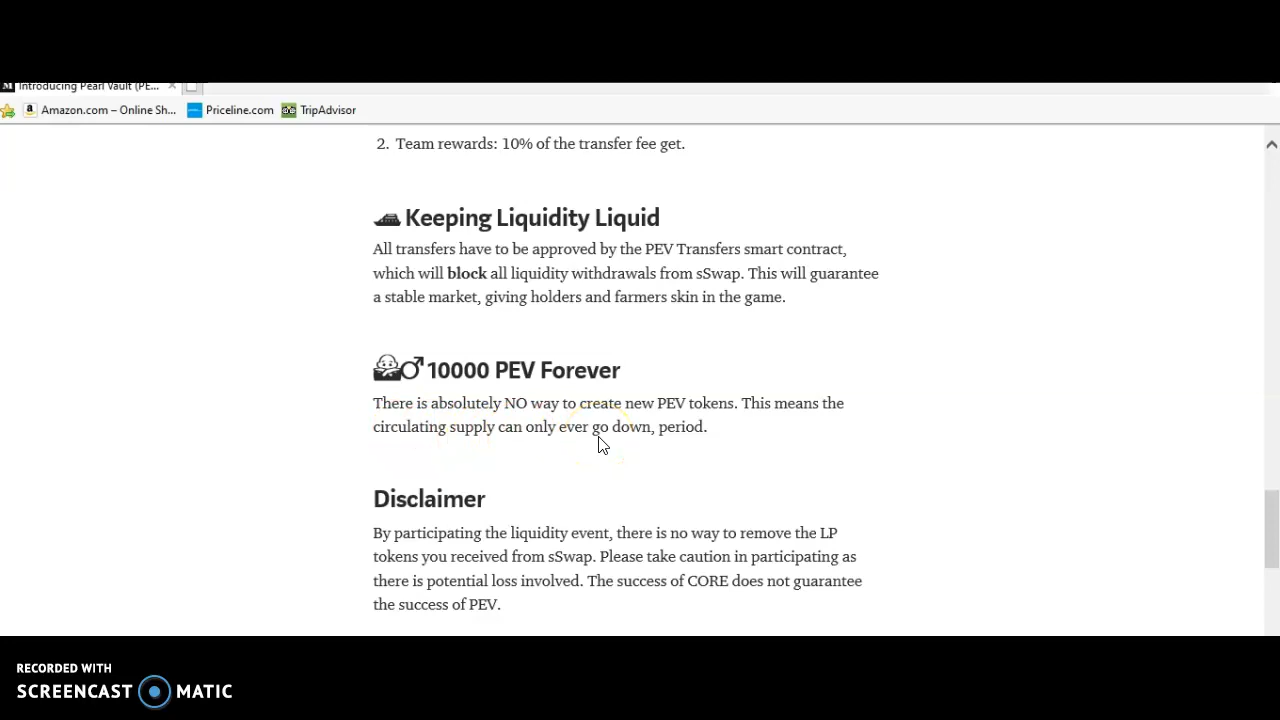 Introducing Pearl Vault (PE...
Amazon.com – Online Sh... Priceline.com TripAdvisor
2. Team rewards: 10% of the transfer fee get.
Keeping Liquidity Liquid
All transfers have to be approved by the PEV Transfers smart contract,
which will block all liquidity withdrawals from sSwap. This will guarantee
a stable market, giving holders and farmers skin in the game.
10000 PEV Forever
There is absolutely NO way to create new PEV tokens. This means the
circulating supply can only ever go down, period.
Disclaimer
By participating the liquidity event, there is no way to remove the LP
tokens you received from sSwap. Please take caution in participating as
there is potential loss involved. The success of CORE does not guarantee
the success of PEV.
RECORDED WITH
SCREENCAST MATIC